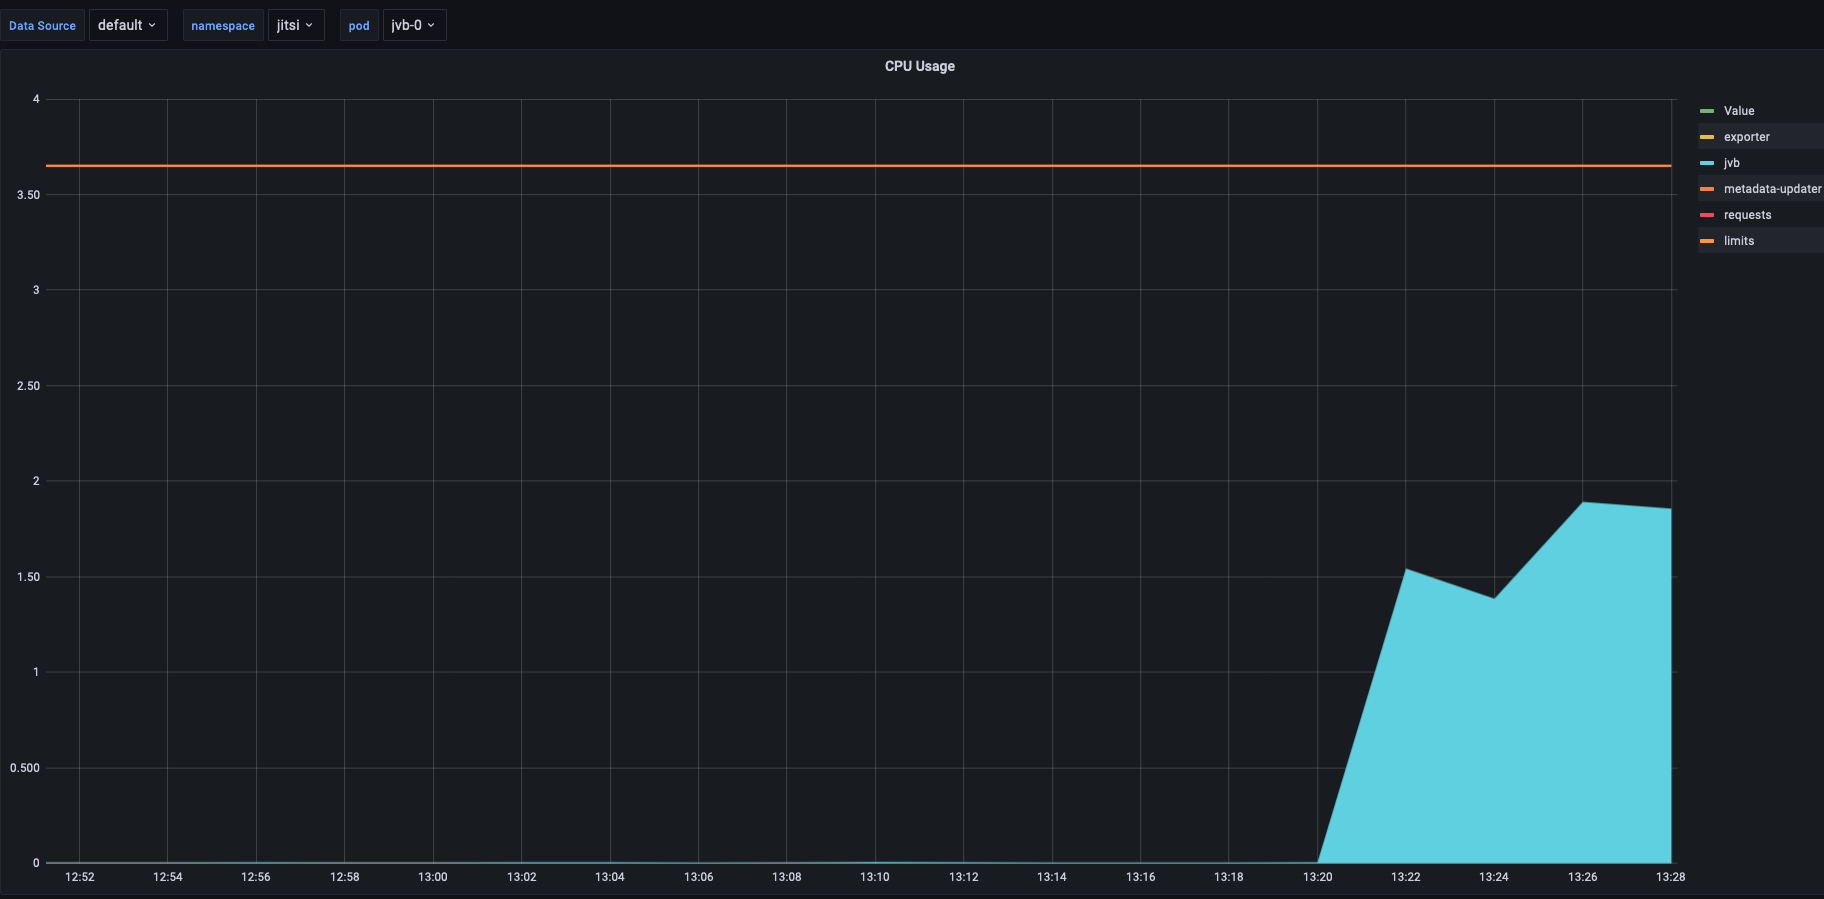 Data Source default namespace jitsi pod jvb-0
CPU Usage
4
3.50
3
2.50
2
1.50
1
0.500
0
12:52 12:54 12:56 12:58 13:00 13:02 13:04 13:06 13:08 13:10 13:12 13:14 13:16 13:18 13:20 13:22 13:24 13:26 13:28
Value
exporter
jvb
metadata-updater
requests
limits